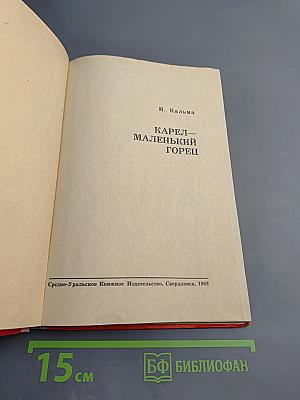 Н. Кальма
КАРЕЛ—
МАЛЕНЬКИЙ
ГОРЕЦ
Средне-Уральское Книжное Издательство, Свердловск, 1968
15 см
БФ БИБЛИОФАН